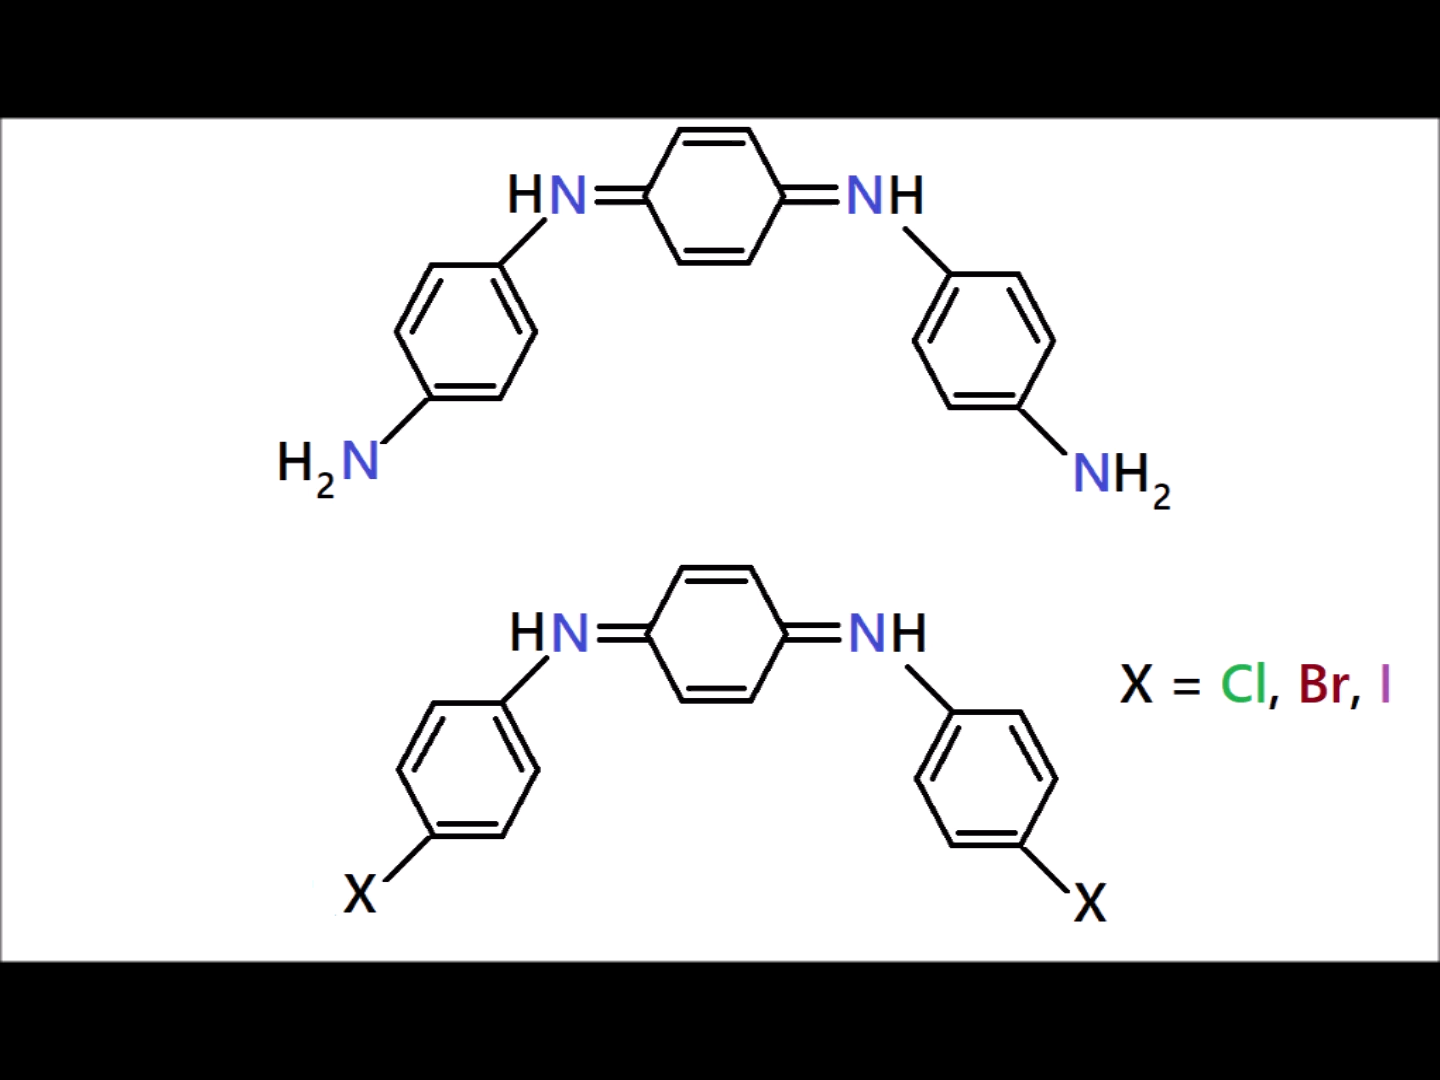 HN NH
H2N NH2
HN NH
X = Cl, Br, I
X X